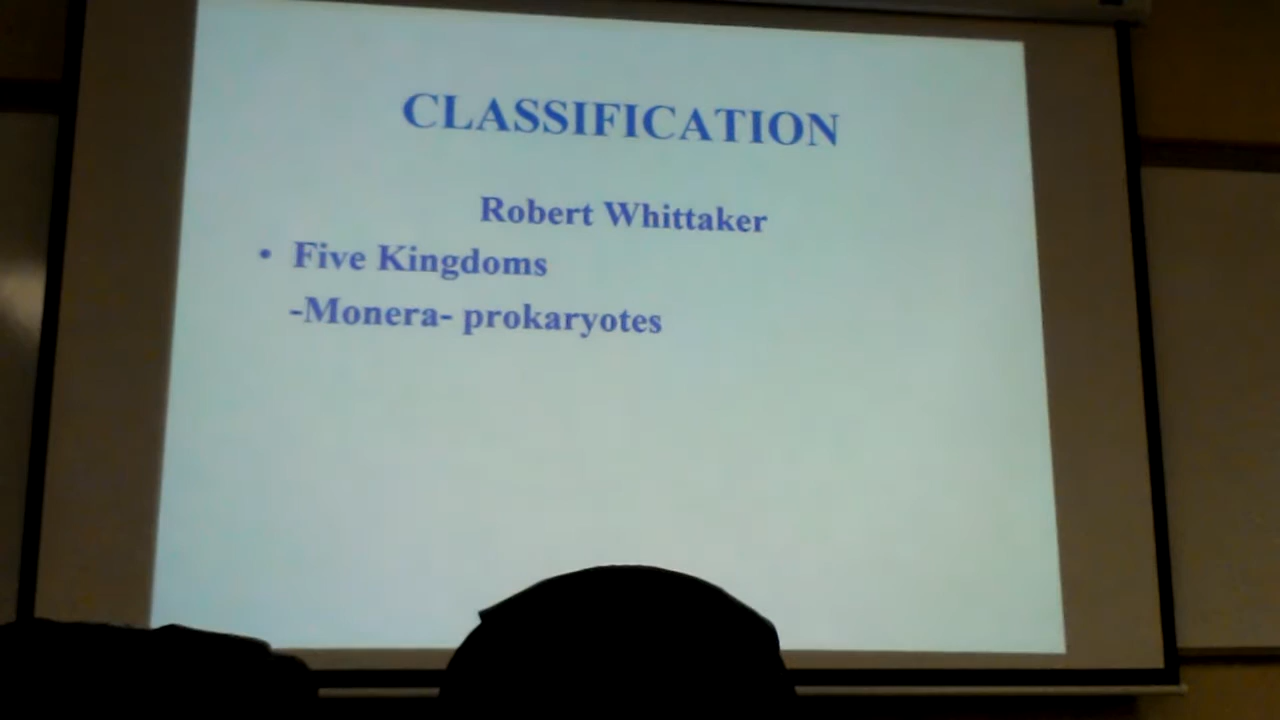 CLASSIFICATION
Robert Whittaker
• Five Kingdoms
-Monera- prokaryotes